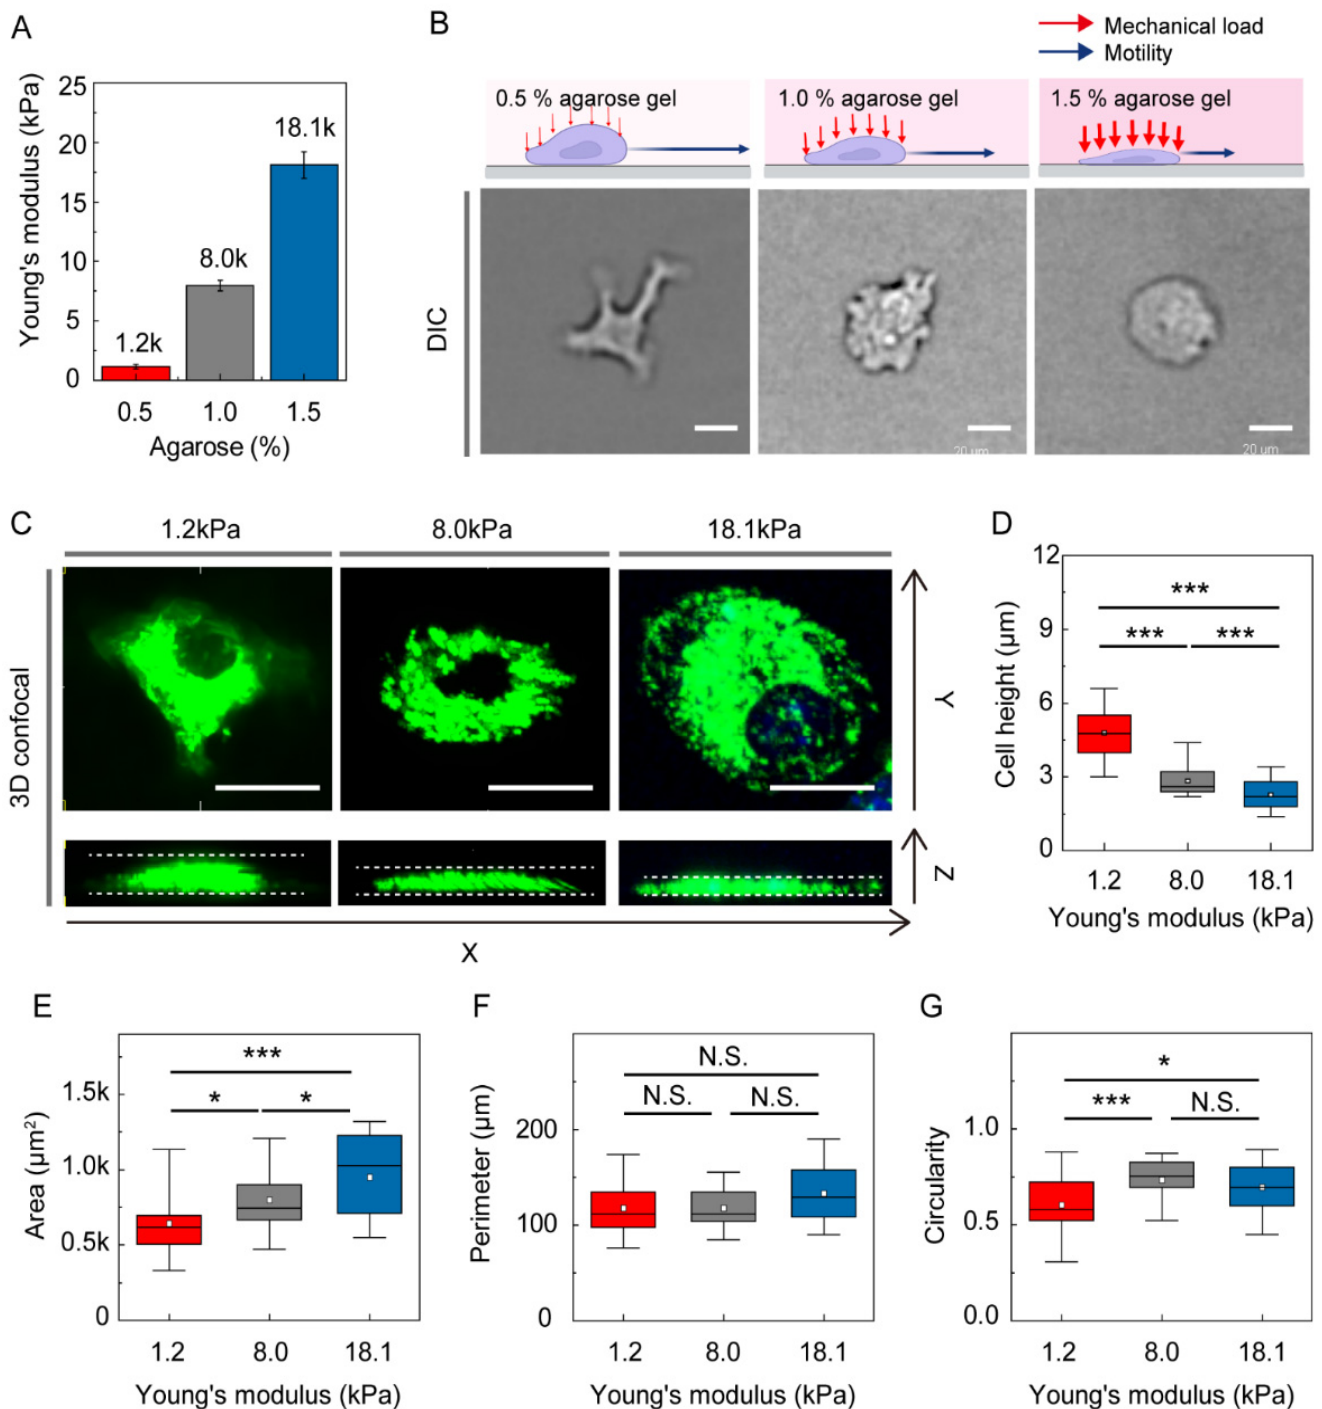 A
Young's modulus (kPa)
25
20
15
10
5
0
1.2k
8.0k
18.1k
0.5
1.0
1.5
Agarose (%)
B
Mechanical load
Motility
0.5 % agarose gel
1.0 % agarose gel
1.5 % agarose gel
DIC
20 um
20 um
C
1.2kPa
8.0kPa
18.1kPa
3D confocal
Y
Z
X
D
Cell height (μm)
12
9
6
3
0
***
***
***
1.2
8.0
18.1
Young's modulus (kPa)
E
Area (μm²)
1.5k
1.0k
0.5k
0
***
*
*
1.2
8.0
18.1
Young's modulus (kPa)
F
Perimeter (μm)
200
100
0
N.S.
N.S.
N.S.
1.2
8.0
18.1
Young's modulus (kPa)
G
Circularity
1.0
0.5
0.0
*
***
N.S.
1.2
8.0
18.1
Young's modulus (kPa)